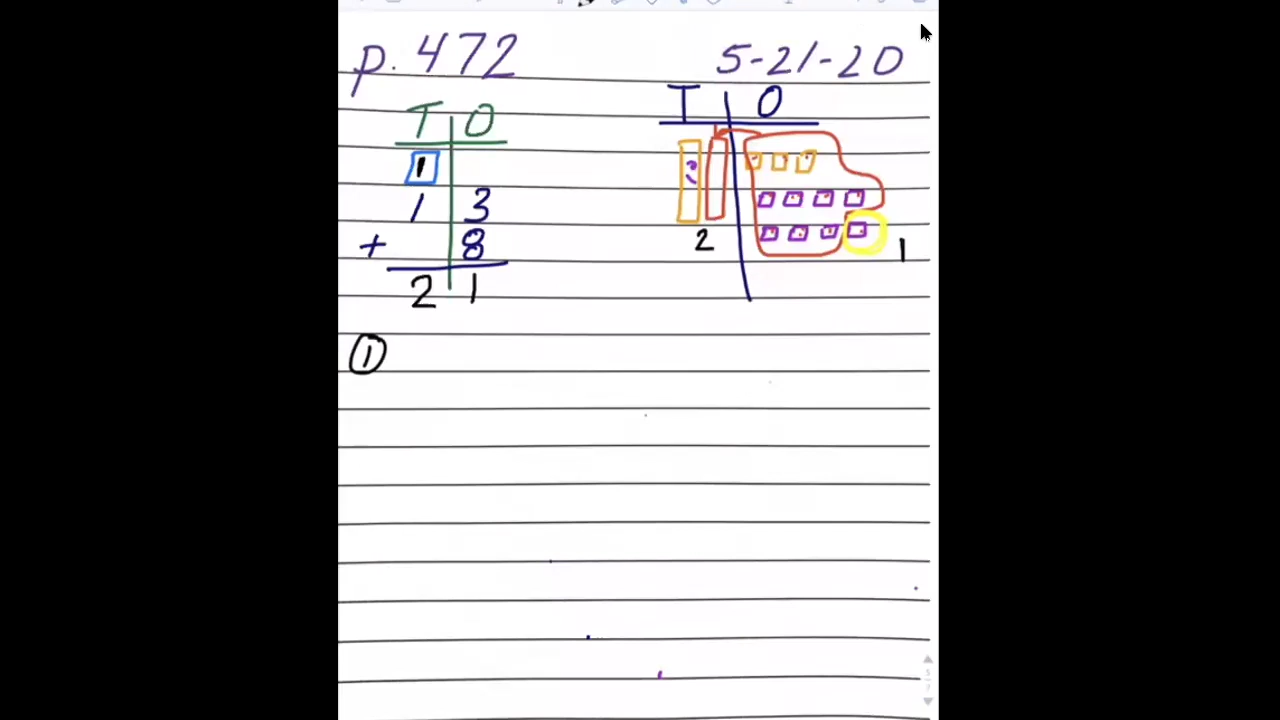 p. 472 5-21-20
T O T O
1
1 3
+ 8 2 1
2 1
①